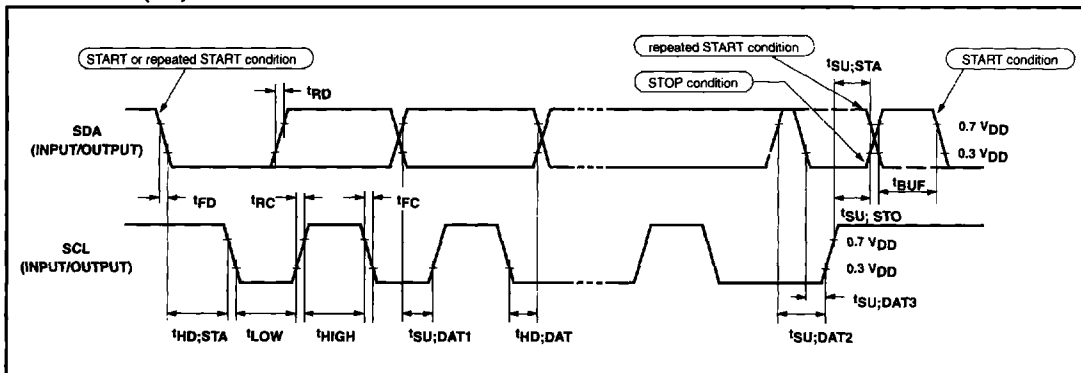 repeated START condition
START or repeated START condition
tSU;STA
START condition
STOP condition
tRD
SDA
(INPUT/OUTPUT)
0.7 VDD
0.3 VDD
tBUF
tFD
tRC
tFC
tSU; STO
SCL
(INPUT/OUTPUT)
0.7 VDD
0.3 VDD
tSU;DAT3
tHD;STA
tLOW
tHIGH
tSU;DAT1
tHD;DAT
tSU;DAT2